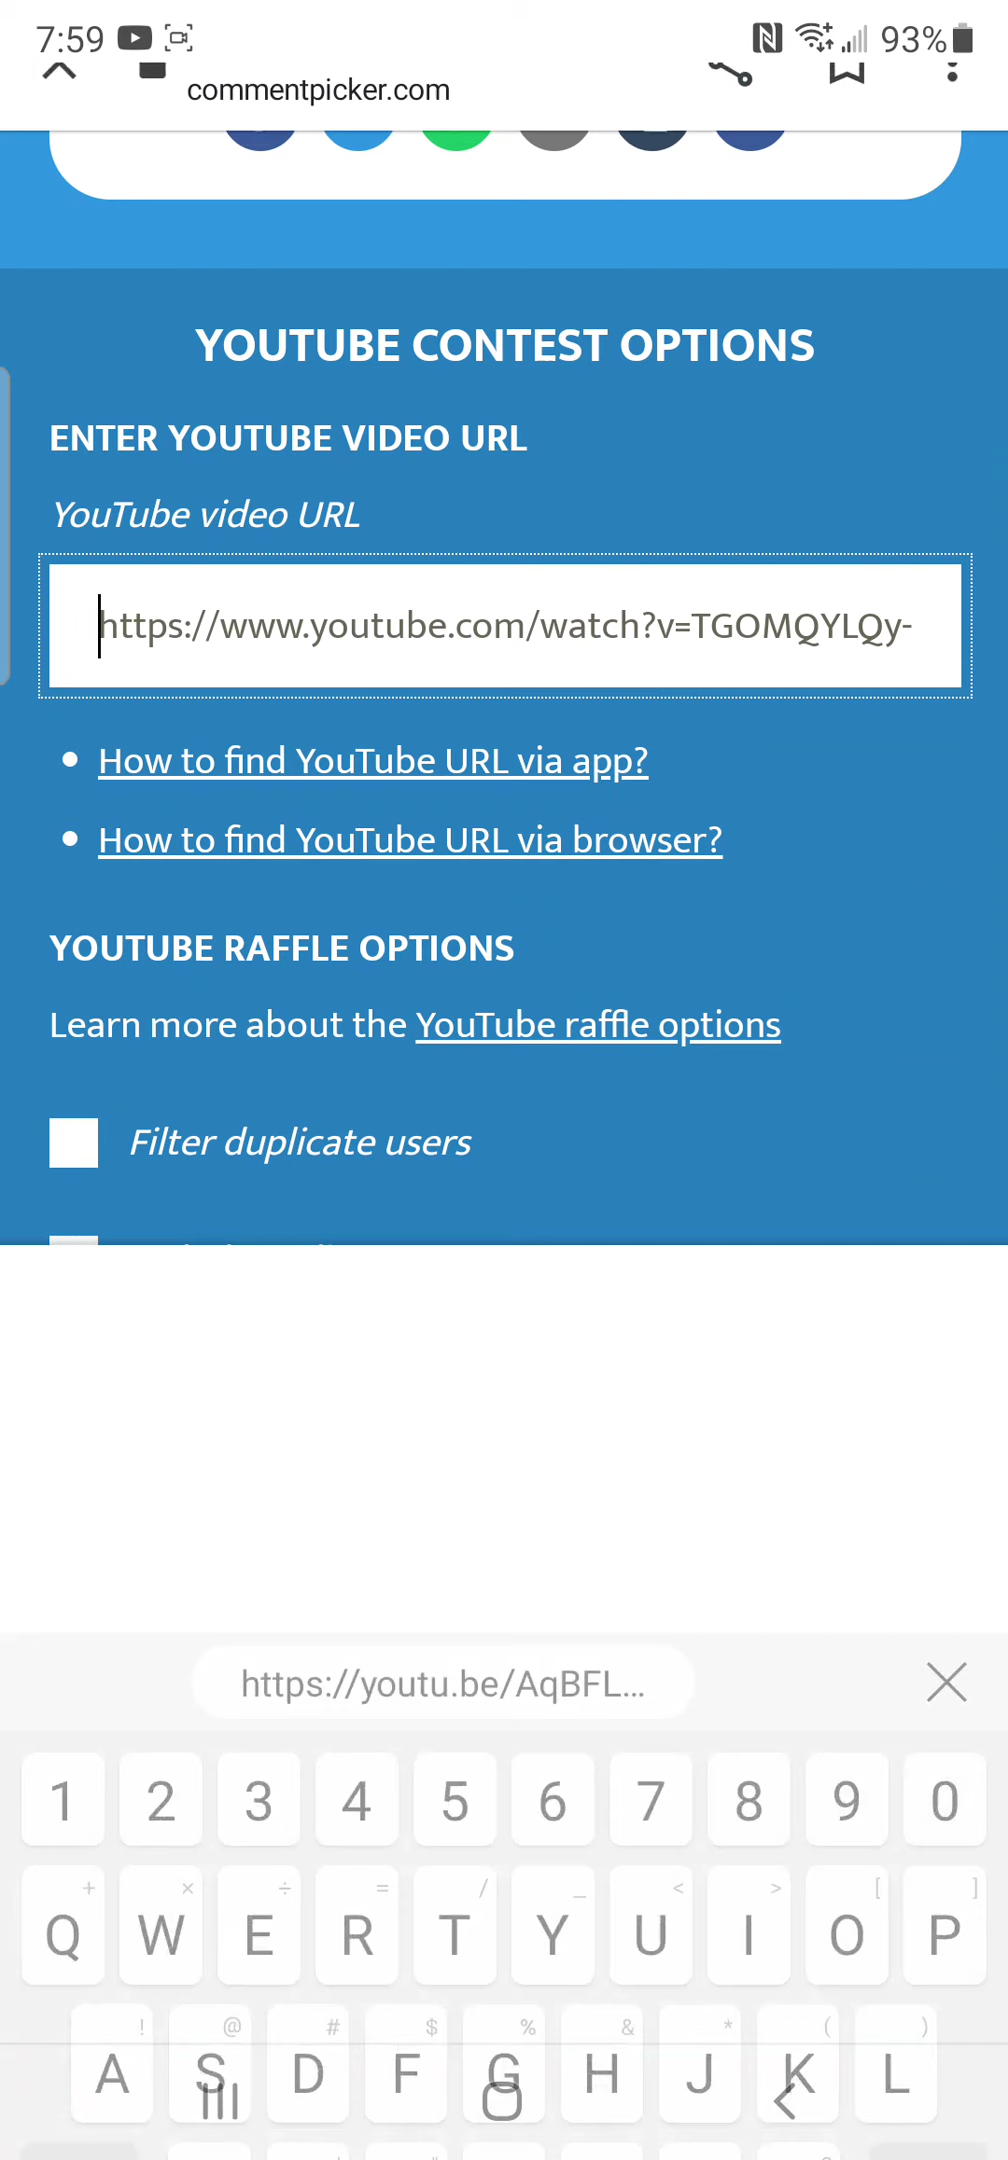 7:59 93%
commentpicker.com
YOUTUBE CONTEST OPTIONS
ENTER YOUTUBE VIDEO URL
YouTube video URL
https://www.youtube.com/watch?v=TGOMQYLQy-
How to find YouTube URL via app?
How to find YouTube URL via browser?
YOUTUBE RAFFLE OPTIONS
Learn more about the YouTube raffle options
Filter duplicate users
https://youtu.be/AqBFL...
1 2 3 4 5 6 7 8 9 0
+ × ÷ = / _ < > [ ]
Q W E R T Y U I O P
! @ # $ % & * ( )
A S D F G H J K L